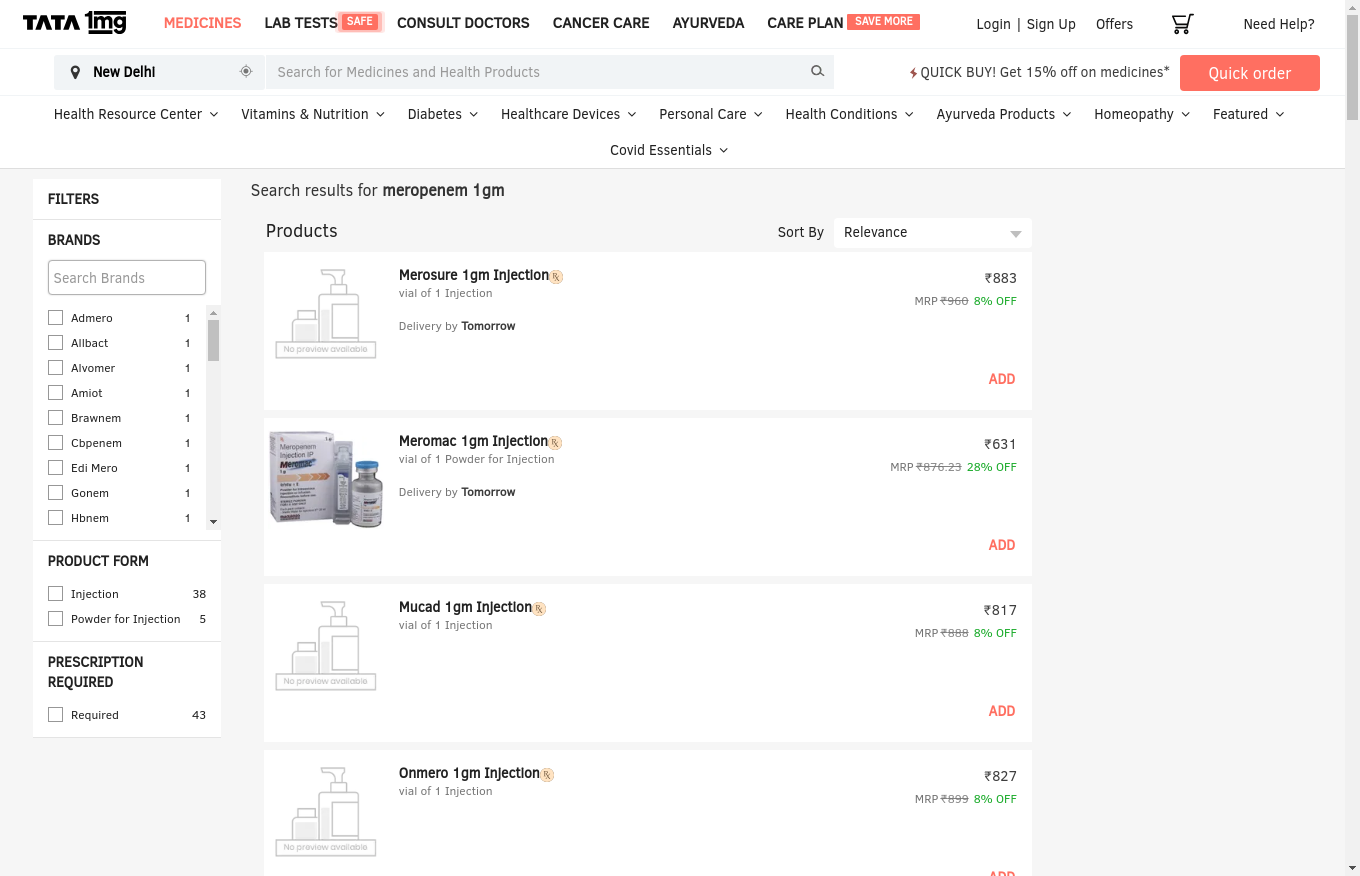 TATA 1mg
MEDICINES LAB TESTS SAFE CONSULT DOCTORS CANCER CARE AYURVEDA CARE PLAN SAVE MORE Login | Sign Up Offers Need Help?
New Delhi Search for Medicines and Health Products QUICK BUY! Get 15% off on medicines* Quick order
Health Resource Center Vitamins & Nutrition Diabetes Healthcare Devices Personal Care Health Conditions Ayurveda Products Homeopathy Featured
Covid Essentials
FILTERS
BRANDS
Search Brands
Admero 1
Allbact 1
Alvomer 1
Amiot 1
Brawnem 1
Cbpenem 1
Edi Mero 1
Gonem 1
Hbnem 1
PRODUCT FORM
Injection 38
Powder for Injection 5
PRESCRIPTION
REQUIRED
Required 43
Search results for meropenem 1gm
Products Sort By Relevance
No preview available
Merosure 1gm Injection ℞
vial of 1 Injection
Delivery by Tomorrow
₹883
MRP ₹960 8% OFF
ADD
Meropenem
Injection IP
Meromac
Meromac 1gm Injection ℞
vial of 1 Powder for Injection
Delivery by Tomorrow
₹631
MRP ₹876.23 28% OFF
ADD
No preview available
Mucad 1gm Injection ℞
vial of 1 Injection
₹817
MRP ₹888 8% OFF
ADD
No preview available
Onmero 1gm Injection ℞
vial of 1 Injection
₹827
MRP ₹899 8% OFF
ADD